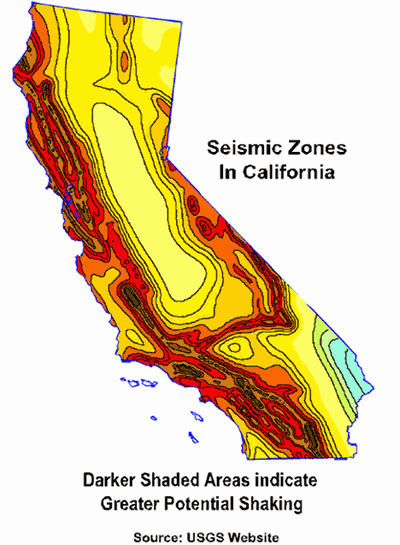 Seismic Zones
In California
Darker Shaded Areas indicate
Greater Potential Shaking
Source: USGS Website